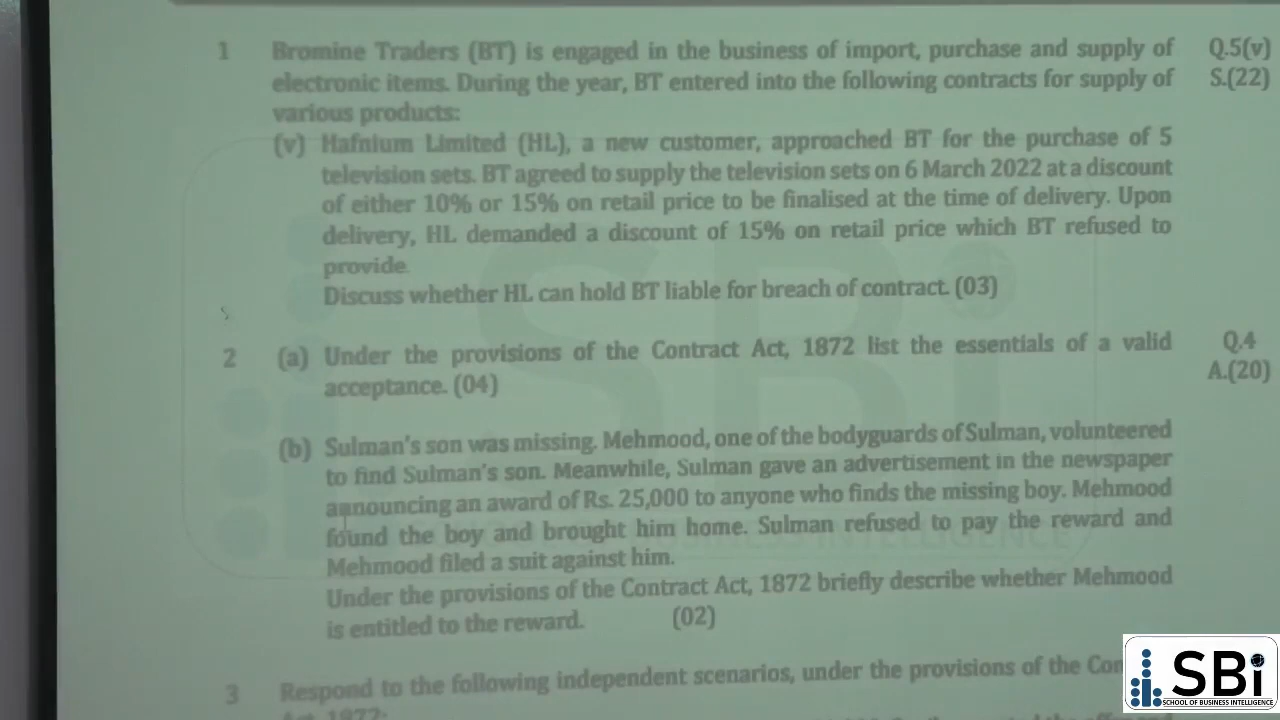 1 Bromine Traders (BT) is engaged in the business of import, purchase and supply of Q.5(v)
electronic items. During the year, BT entered into the following contracts for supply of S.(22)
various products:
(v) Hafnium Limited (HL), a new customer, approached BT for the purchase of 5
television sets. BT agreed to supply the television sets on 6 March 2022 at a discount
of either 10% or 15% on retail price to be finalised at the time of delivery. Upon
delivery, HL demanded a discount of 15% on retail price which BT refused to
provide.
Discuss whether HL can hold BT liable for breach of contract. (03)
2 (a) Under the provisions of the Contract Act, 1872 list the essentials of a valid Q.4
acceptance. (04) A.(20)
(b) Sulman's son was missing. Mehmood, one of the bodyguards of Sulman, volunteered
to find Sulman's son. Meanwhile, Sulman gave an advertisement in the newspaper
announcing an award of Rs. 25,000 to anyone who finds the missing boy. Mehmood
found the boy and brought him home. Sulman refused to pay the reward and
Mehmood filed a suit against him.
Under the provisions of the Contract Act, 1872 briefly describe whether Mehmood
is entitled to the reward. (02)
3 Respond to the following independent scenarios, under the provisions of the
Act, 1872:
SBi
SCHOOL OF BUSINESS INTELLIGENCE